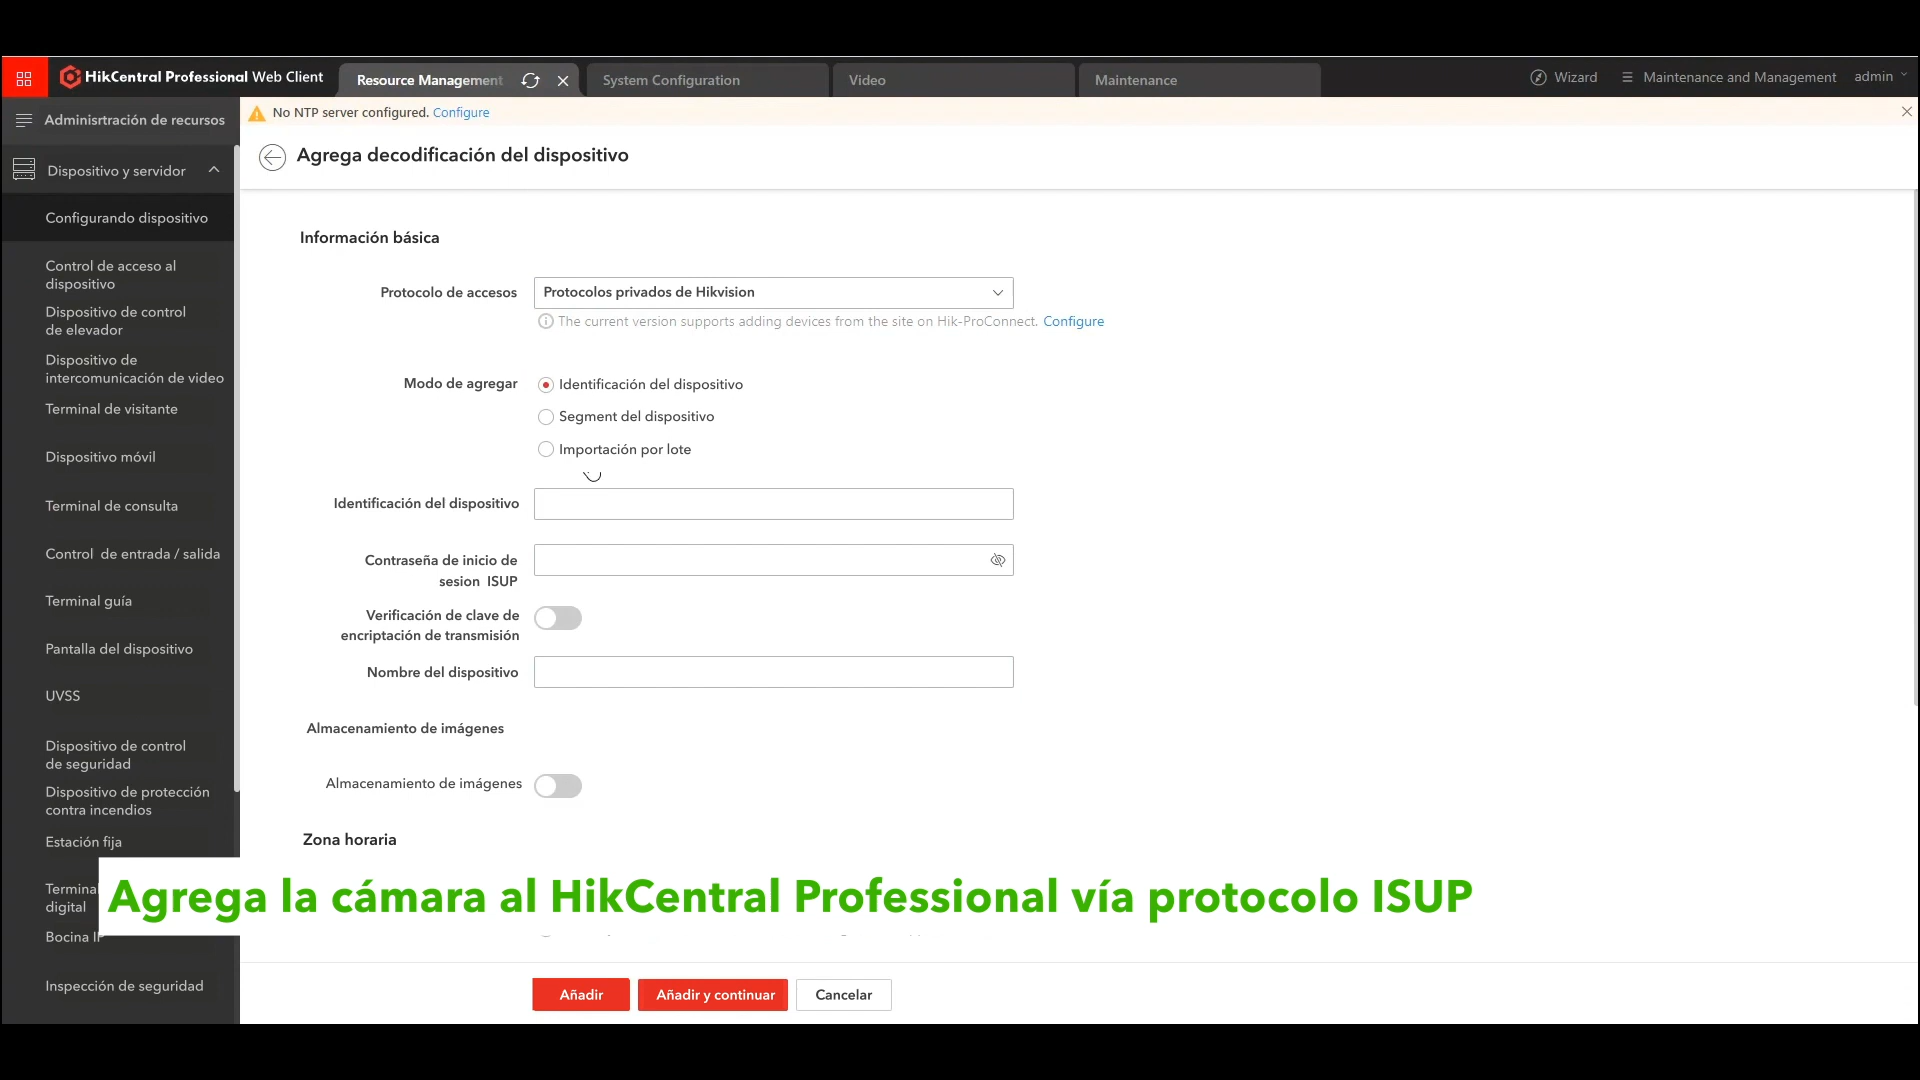 HikCentral Professional Web Client
Resource Management
System Configuration
Video
Maintenance
Wizard
Maintenance and Management
admin
Adminisrtración de recursos
No NTP server configured. Configure
Dispositivo y servidor
Agrega decodificación del dispositivo
Configurando dispositivo
Control de acceso al
dispositivo
Dispositivo de control
de elevador
Dispositivo de
intercomunicación de video
Terminal de visitante
Dispositivo móvil
Terminal de consulta
Control de entrada / salida
Terminal guía
Pantalla del dispositivo
UVSS
Dispositivo de control
de seguridad
Dispositivo de protección
contra incendios
Estación fija
Terminal
digital
Bocina IP
Inspección de seguridad
Información básica
Protocolo de accesos
Protocolos privados de Hikvision
The current version supports adding devices from the site on Hik-ProConnect. Configure
Modo de agregar
Identificación del dispositivo
Segment del dispositivo
Importación por lote
Identificación del dispositivo
Contraseña de inicio de
sesion ISUP
Verificación de clave de
encriptación de transmisión
Nombre del dispositivo
Almacenamiento de imágenes
Almacenamiento de imágenes
Zona horaria
Agrega la cámara al HikCentral Professional vía protocolo ISUP
Añadir
Añadir y continuar
Cancelar